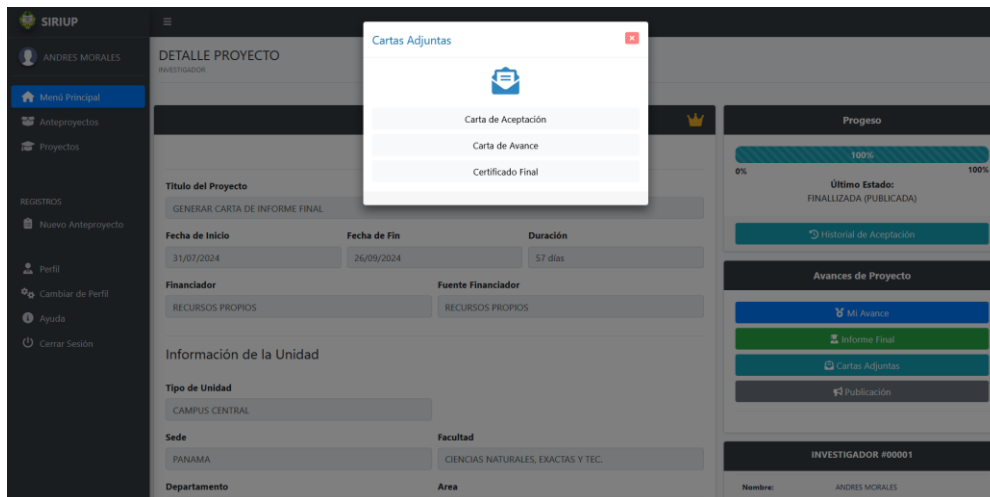 SIRIUP
ANDRES MORALES
Menú Principal
Anteproyectos
Proyectos
REGISTROS
Nuevo Anteproyecto
Perfil
Cambiar de Perfil
Ayuda
Cerrar Sesión
DETALLE PROYECTO
INVESTIGADOR
Cartas Adjuntas
Carta de Aceptación
Carta de Avance
Certificado Final
Titulo del Proyecto
GENERAR CARTA DE INFORME FINAL
Fecha de Inicio Fecha de Fin Duración
31/07/2024 26/09/2024 57 días
Financiador Fuente Financiador
RECURSOS PROPIOS RECURSOS PROPIOS
Información de la Unidad
Tipo de Unidad
CAMPUS CENTRAL
Sede Facultad
PANAMA CIENCIAS NATURALES, EXACTAS Y TEC.
Departamento Area
Progeso
100%
0% 100%
Último Estado:
FINALLIZADA (PUBLICADA)
Historial de Aceptación
Avances de Proyecto
Mi Avance
Informe Final
Cartas Adjuntas
Publicación
INVESTIGADOR #00001
Nombre: ANDRES MORALES